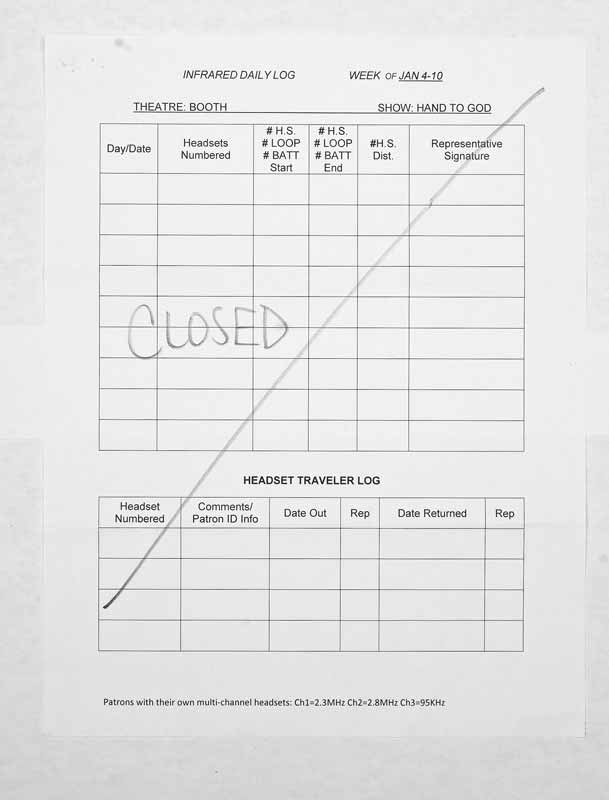 INFRARED DAILY LOG WEEK OF JAN 4-10
THEATRE: BOOTH SHOW: HAND TO GOD
Day/Date
Headsets
Numbered
# H.S.
# LOOP
# BATT
Start
# H.S.
# LOOP
# BATT
End
#H.S.
Dist.
Representative
Signature
CLOSED
HEADSET TRAVELER LOG
Headset
Numbered
Comments/
Patron ID Info
Date Out
Rep
Date Returned
Rep
Patrons with their own multi-channel headsets: Ch1=2.3MHz Ch2=2.8MHz Ch3=95KHz